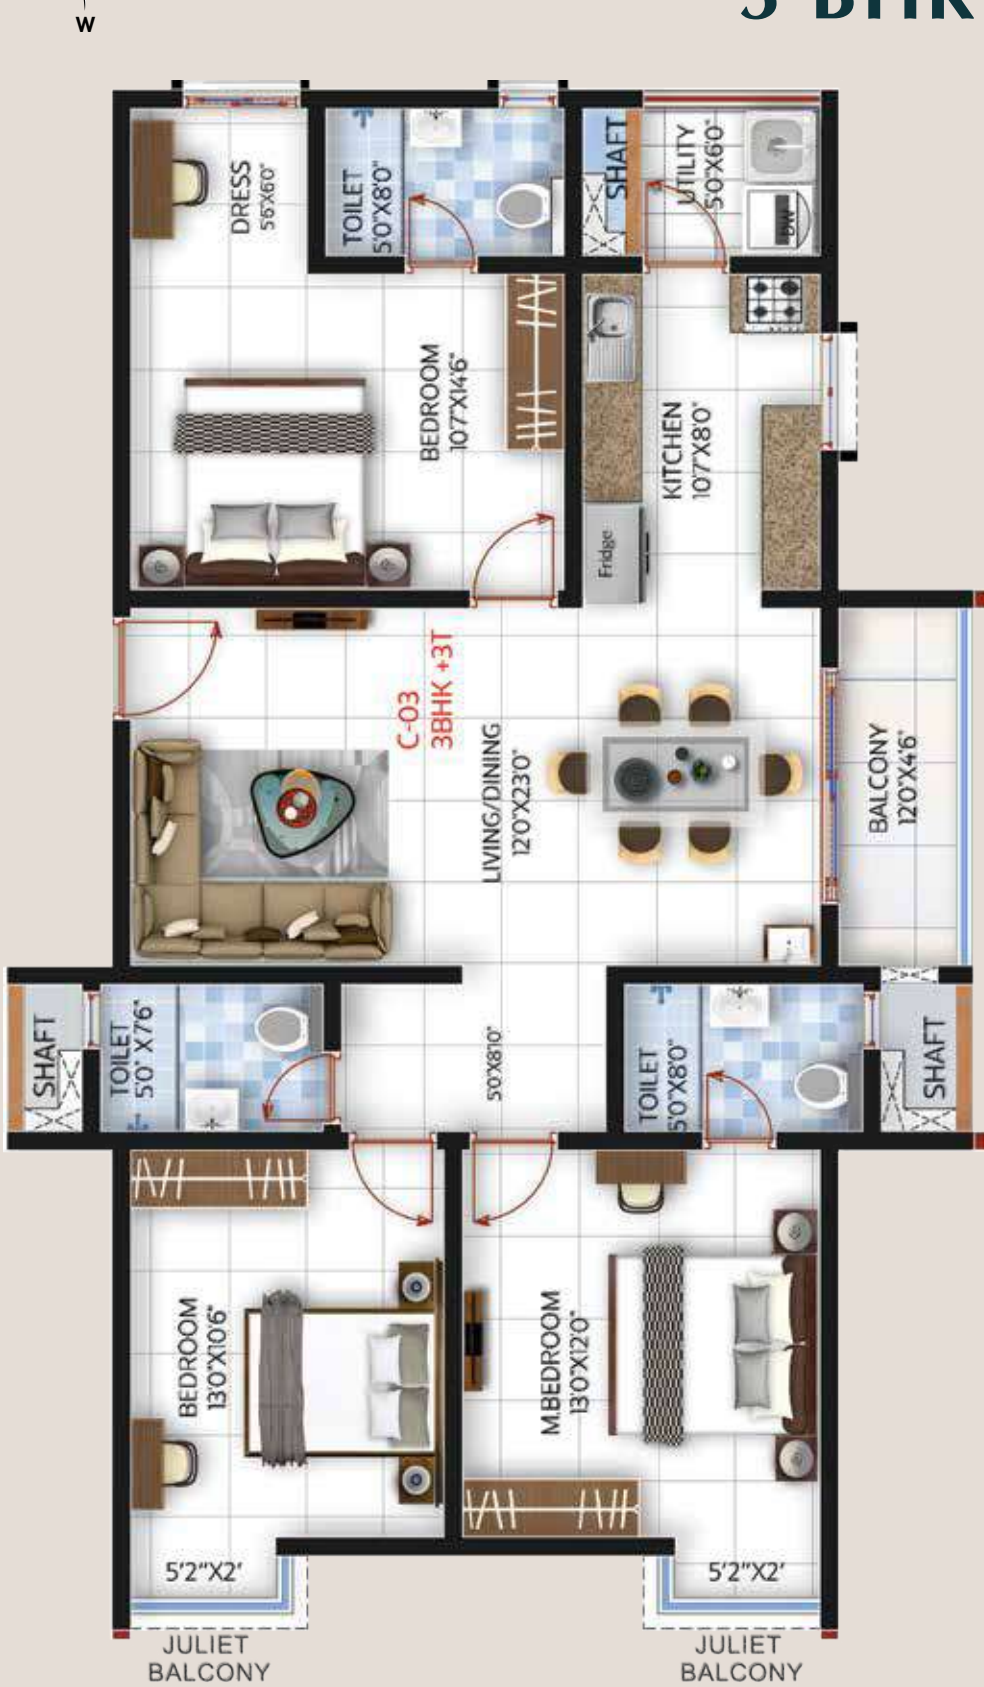 W
3 BHK
DRESS
5'6"X6'0"
TOILET
5'0"X8'0"
SHAFT
UTILITY
5'0"X6'0"
DW
BEDROOM
10'7"X14'6"
KITCHEN
10'7"X8'0"
Fridge
C-03
3BHK +3T
LIVING/DINING
12'0"X23'0"
BALCONY
12'0"X4'6"
SHAFT
TOILET
5'0" X7'6"
5'0"X8'10"
TOILET
5'0"X8'0"
SHAFT
BEDROOM
13'0"X10'6"
M.BEDROOM
13'0"X12'0"
5'2"X2'
5'2"X2'
JULIET
BALCONY
JULIET
BALCONY